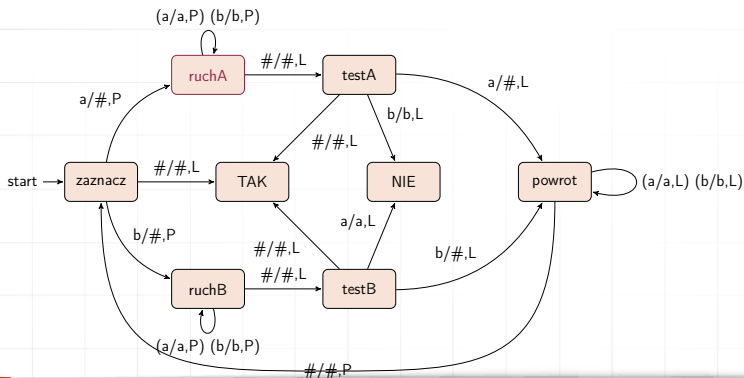 (a/a,P) (b/b,P)
ruchA
#/#,L
testA
a/#,L
a/#,P
b/b,L
#/#,L
start
zaznacz
#/#,L
TAK
NIE
powrot
(a/a,L) (b/b,L)
b/#,P
a/a,L
#/#,L
b/#,L
ruchB
#/#,L
testB
(a/a,P) (b/b,P)
#/#,P